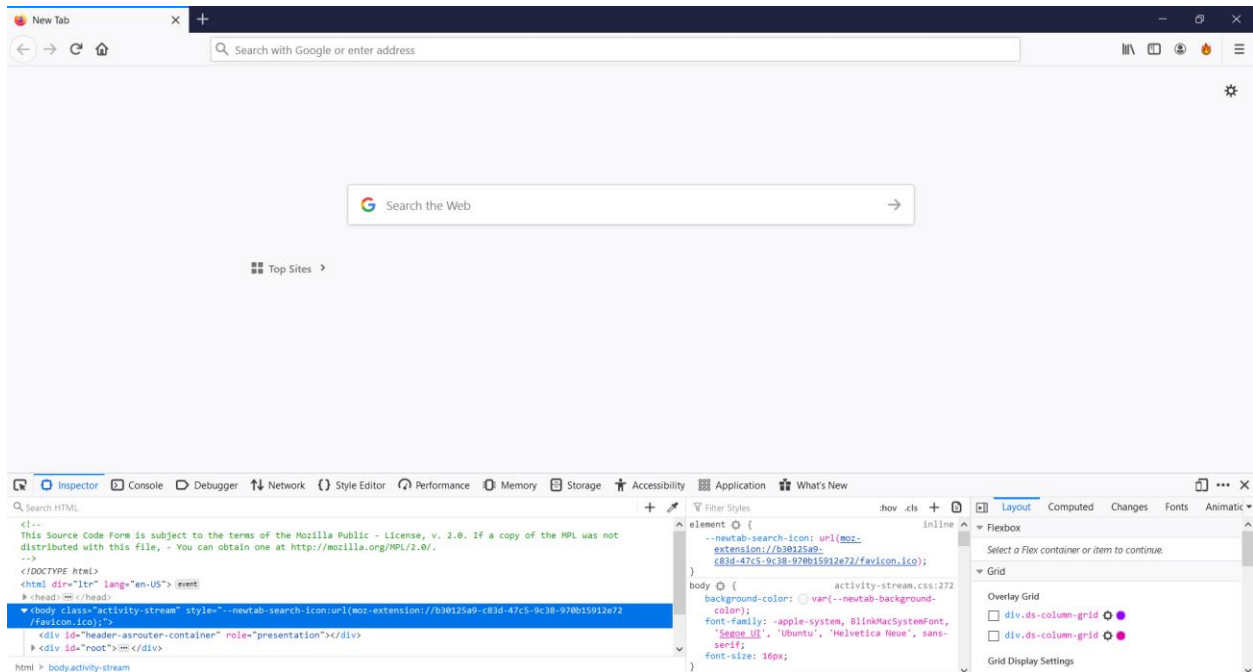 New Tab
Search with Google or enter address
Search the Web
Top Sites
Inspector Console Debugger Network {} Style Editor Performance Memory Storage Accessibility Application What's New
Search HTML
<!--
This Source Code Form is subject to the terms of the Mozilla Public - License, v. 2.0. If a copy of the MPL was not
distributed with this file, - You can obtain one at http://mozilla.org/MPL/2.0/.
-->
<!DOCTYPE html>
<html dir="ltr" lang="en-US"> event
<head> </head>
<body class="activity-stream" style="--newtab-search-icon:url(moz-extension://b30125a9-c83d-47c5-9c38-970b15912e72
/favicon.ico);">
<div id="header-asrouter-container" role="presentation"></div>
<div id="root"> </div>
html > body.activity-stream
Filter Styles :hov .cls +
element { inline
--newtab-search-icon: url(moz-
extension://b30125a9-
c83d-47c5-9c38-970b15912e72/favicon.ico);
}
body { activity-stream.css:272
background-color: var(--newtab-background-
color);
font-family: -apple-system, BlinkMacSystemFont,
'Segoe UI', 'Ubuntu', 'Helvetica Neue', sans-
serif;
font-size: 16px;
}
Layout Computed Changes Fonts Animatic
Flexbox
Select a Flex container or item to continue.
Grid
Overlay Grid
div.ds-column-grid
div.ds-column-grid
Grid Display Settings